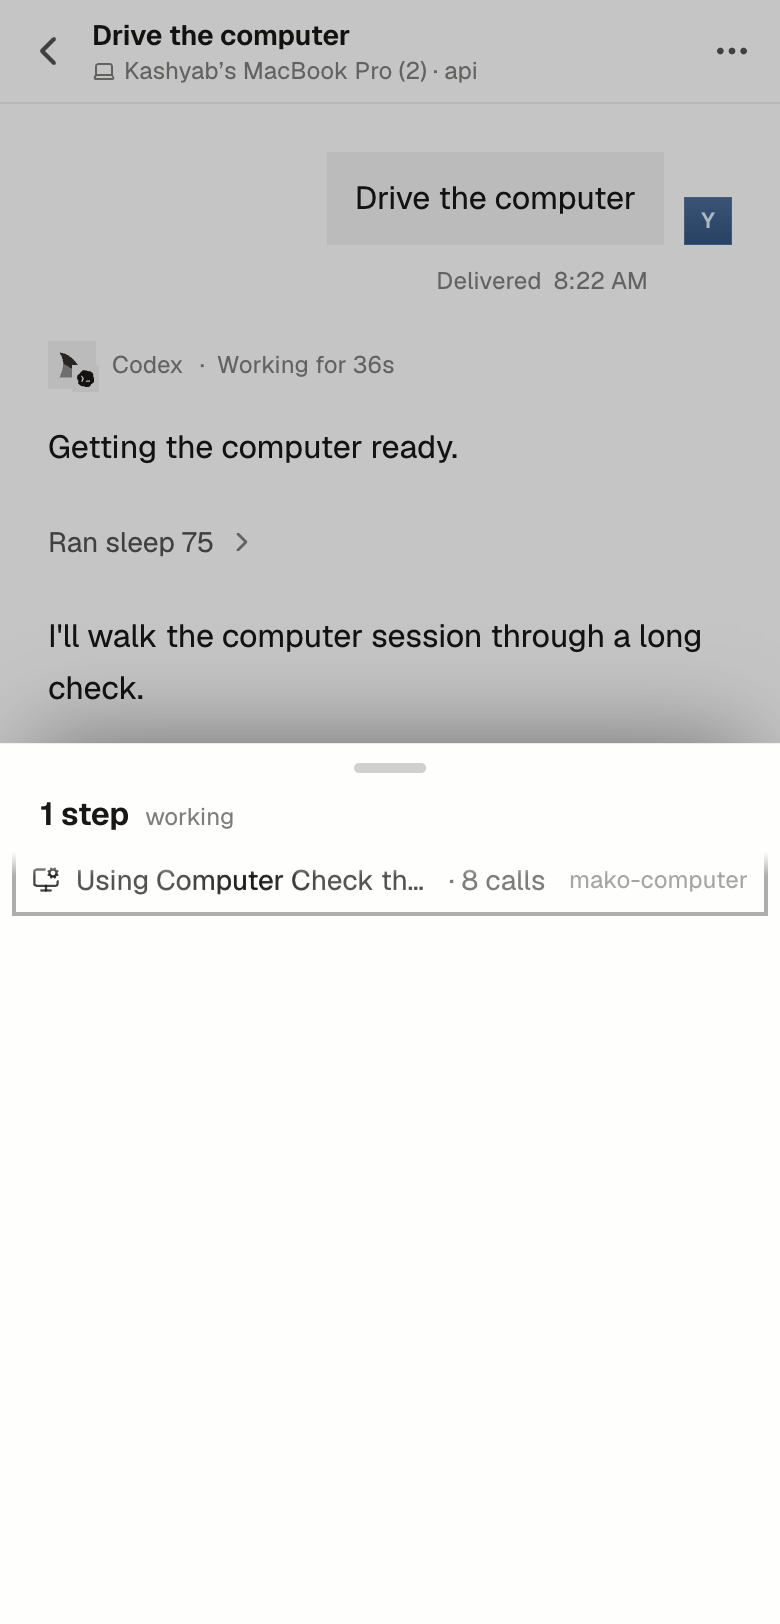 Drive the computer
Kashyab’s MacBook Pro (2) · api
Drive the computer
Y
Delivered 8:22 AM
Codex · Working for 36s
Getting the computer ready.
Ran sleep 75
I'll walk the computer session through a long
check.
1 step working
Using Computer Check th… · 8 calls mako-computer